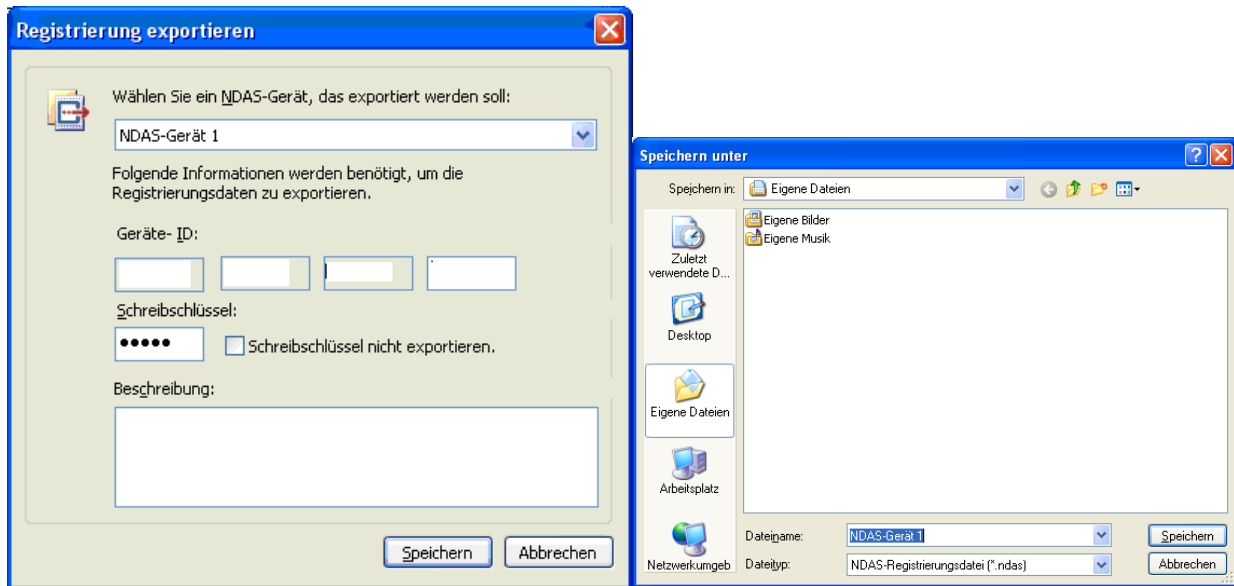 Registrierung exportieren
Wählen Sie ein NDAS-Gerät, das exportiert werden soll:
NDAS-Gerät 1
Folgende Informationen werden benötigt, um die
Registrierungsdaten zu exportieren.
Geräte- ID:
Schreibschlüssel:
●●●●●
Schreibschlüssel nicht exportieren.
Beschreibung:
Speichern
Abbrechen
Speichern unter
Speichern in:
Eigene Dateien
Eigene Bilder
Eigene Musik
Zuletzt
verwendete D...
Desktop
Eigene Dateien
Arbeitsplatz
Netzwerkumgeb
Dateiname:
NDAS-Gerät 1
Speichern
Dateityp:
NDAS-Registrierungsdatei (*.ndas)
Abbrechen